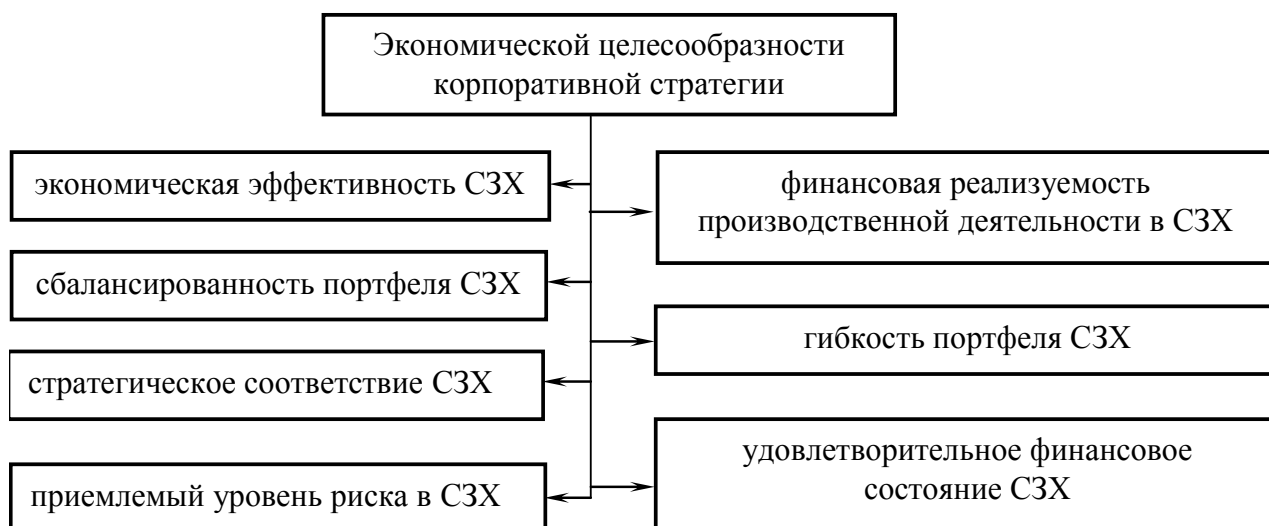 Экономической целесообразности
корпоративной стратегии
экономическая эффективность СЗХ
финансовая реализуемость
производственной деятельности в СЗХ
сбалансированность портфеля СЗХ
гибкость портфеля СЗХ
стратегическое соответствие СЗХ
удовлетворительное финансовое
состояние СЗХ
приемлемый уровень риска в СЗХ